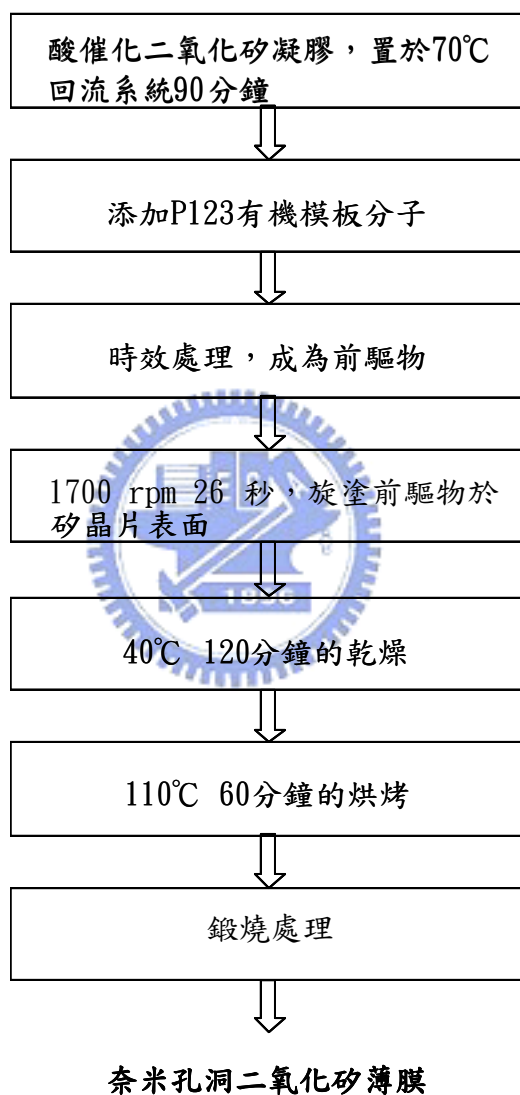 酸催化二氧化矽凝膠，置於70℃
回流系統90分鐘
添加P123有機模板分子
時效處理，成為前驅物
1700 rpm 26 秒，旋塗前驅物於
矽晶片表面
40℃ 120分鐘的乾燥
110℃ 60分鐘的烘烤
鍛燒處理
奈米孔洞二氧化矽薄膜